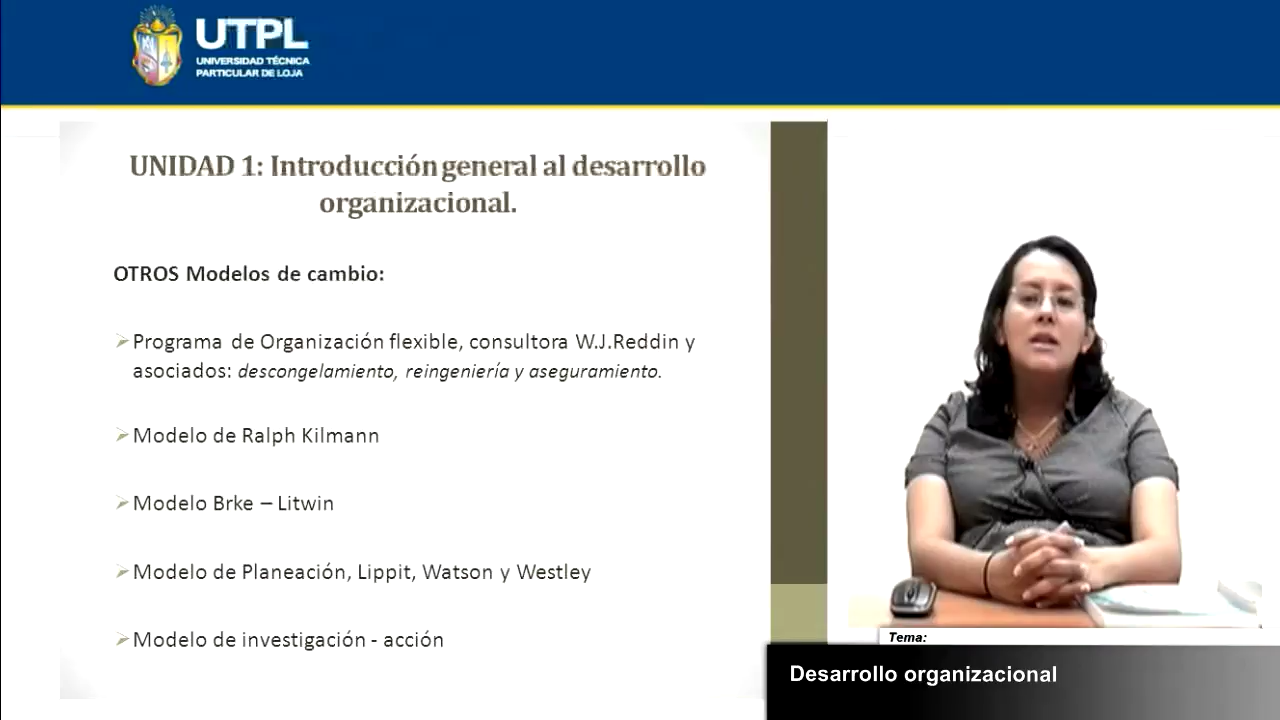 UTPL
UNIVERSIDAD TÉCNICA
PARTICULAR DE LOJA
UNIDAD 1: Introducción general al desarrollo
organizacional.
OTROS Modelos de cambio:
Programa de Organización flexible, consultora W.J.Reddin y
asociados: descongelamiento, reingeniería y aseguramiento.
Modelo de Ralph Kilmann
Modelo Brke – Litwin
Modelo de Planeación, Lippit, Watson y Westley
Modelo de investigación - acción
Tema:
Desarrollo organizacional